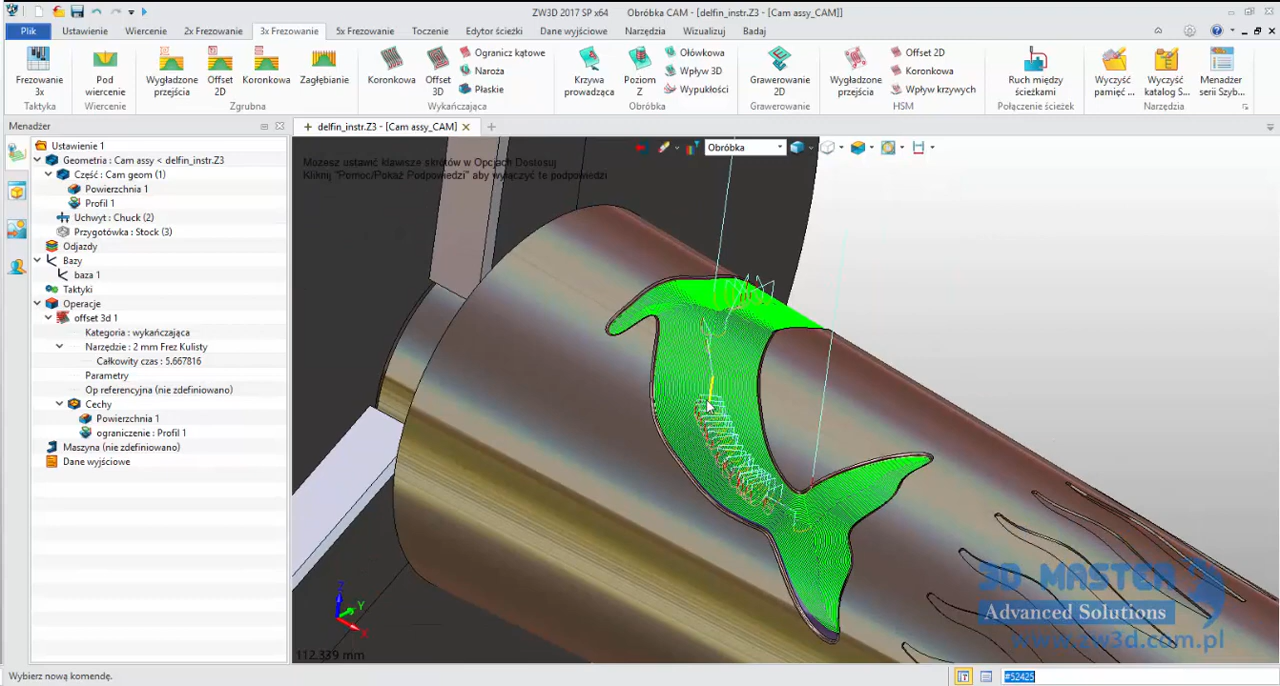 ZW3D 2017 SP x64 Obróbka CAM - [delfin_instr.Z3 - [Cam assy_CAM]]
Plik Ustawienie Wiercenie 2x Frezowanie 3x Frezowanie 5x Frezowanie Toczenie Edytor ścieżki Dane wyjściowe Narzędzia Wizualizuj Badaj
Frezowanie 3x
Pod wiercenie
Wygładzone przejścia
Offset 2D
Koronkowa
Zagłębianie
Koronkowa
Offset 3D
Ogranicz kątowe
Naroża
Płaskie
Krzywa prowadząca
Poziom Z
Ołówkowa
Wpływ 3D
Wypukłości
Grawerowanie 2D
Wygładzone przejścia
Offset 2D
Koronkowa
Wpływ krzywych
Ruch między ścieżkami
Wyczyść pamięć ...
Wyczyść katalog S...
Menadżer serii Szyb...
Taktyka Wiercenie Zgrubna Wykańczająca Obróbka Grawerowanie HSM Połączenie ścieżek Narzędzia
Menadżer
delfin_instr.Z3 - [Cam assy_CAM]
Ustawienie 1
Geometria : Cam assy < delfin_instr.Z3
Część : Cam geom (1)
Powierzchnia 1
Profil 1
Uchwyt : Chuck (2)
Przygotówka : Stock (3)
Odjazdy
Bazy
baza 1
Taktyki
Operacje
offset 3d 1
Kategoria : wykańczająca
Narzędzie : 2 mm Frez Kulisty
Całkowity czas : 5.667816
Parametry
Op referencyjna (nie zdefiniowano)
Cechy
Powierzchnia 1
ograniczenie : Profil 1
Maszyna (nie zdefiniowano)
Dane wyjściowe
Możesz ustawić klawisze skrótów w Opcjach Dostosuj
Kliknij "Pomoc/Pokaż Podpowiedzi" aby wyłączyć te podpowiedzi
Obróbka
Z
Y
X
112.339 mm
3D MASTER
Advanced Solutions
www.zw3d.com.pl
Wybierz nową komendę.
#52425